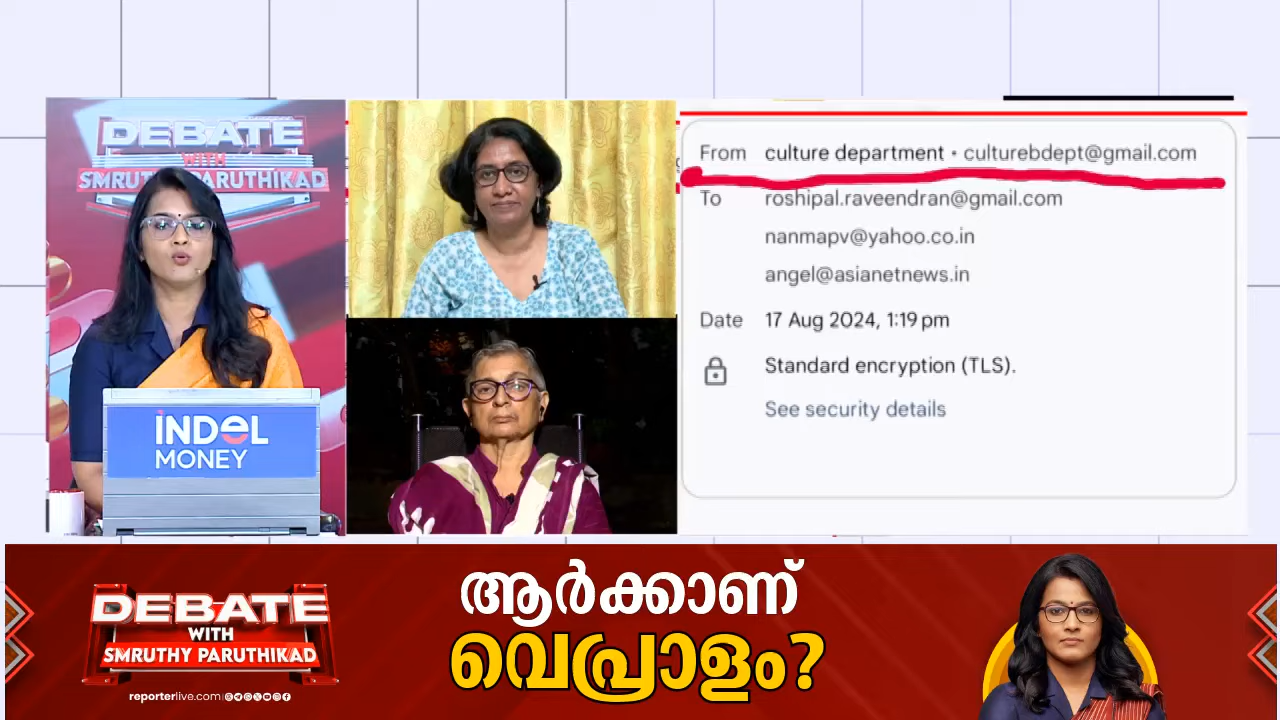 DEBATE
WITH
SMRUTHY PARUTHIKAD
INDEL
MONEY
From culture department • culturebdept@gmail.com
To roshipal.raveendran@gmail.com
nanmapv@yahoo.co.in
angel@asianetnews.in
Date 17 Aug 2024, 1:19 pm
Standard encryption (TLS).
See security details
DEBATE
WITH
SMRUTHY PARUTHIKAD
reporterlive.com
ആർക്കാണ്
വെപ്രാളം?